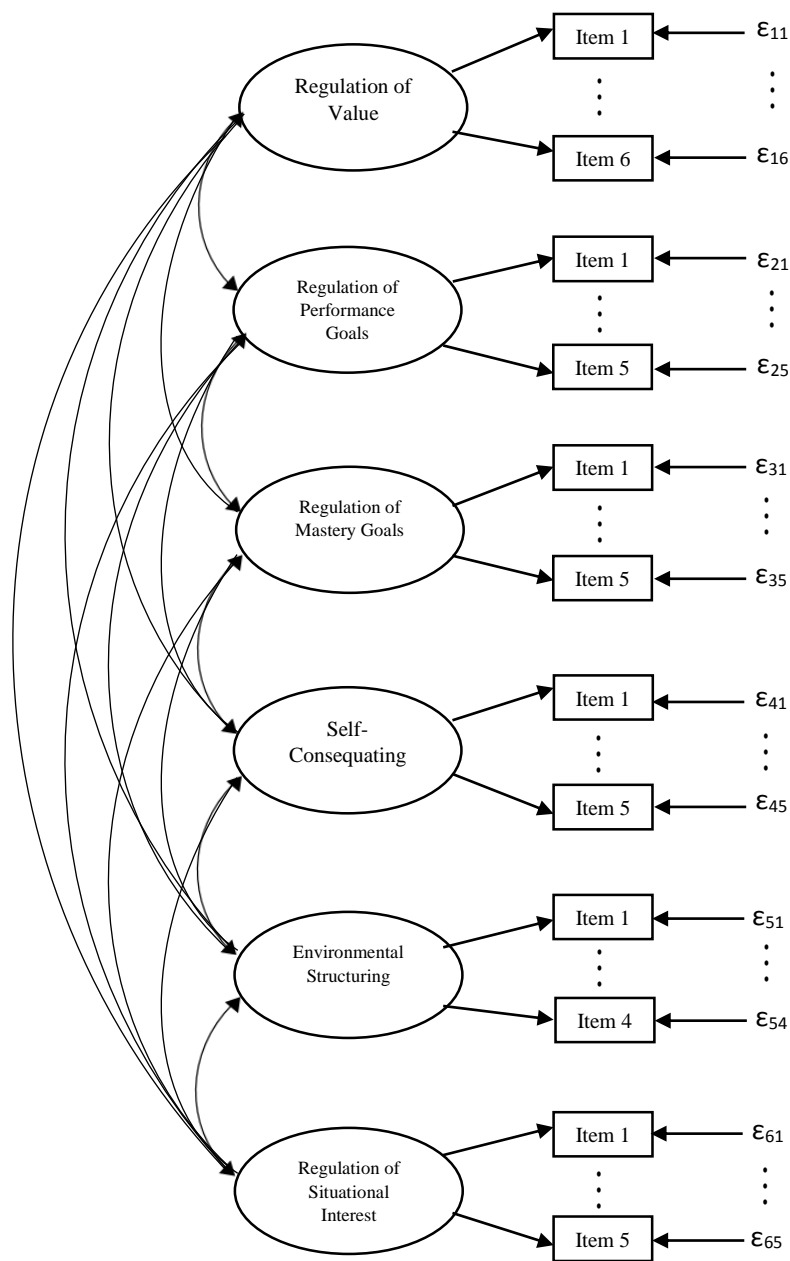 Item 1
ε11
Regulation of
Value
Item 6
ε16
Regulation of
Performance
Goals
Item 1
ε21
Item 5
ε25
Regulation of
Mastery Goals
Item 1
ε31
Item 5
ε35
Self-
Consequating
Item 1
ε41
Item 5
ε45
Environmental
Structuring
Item 1
ε51
Item 4
ε54
Regulation of
Situational
Interest
Item 1
ε61
Item 5
ε65